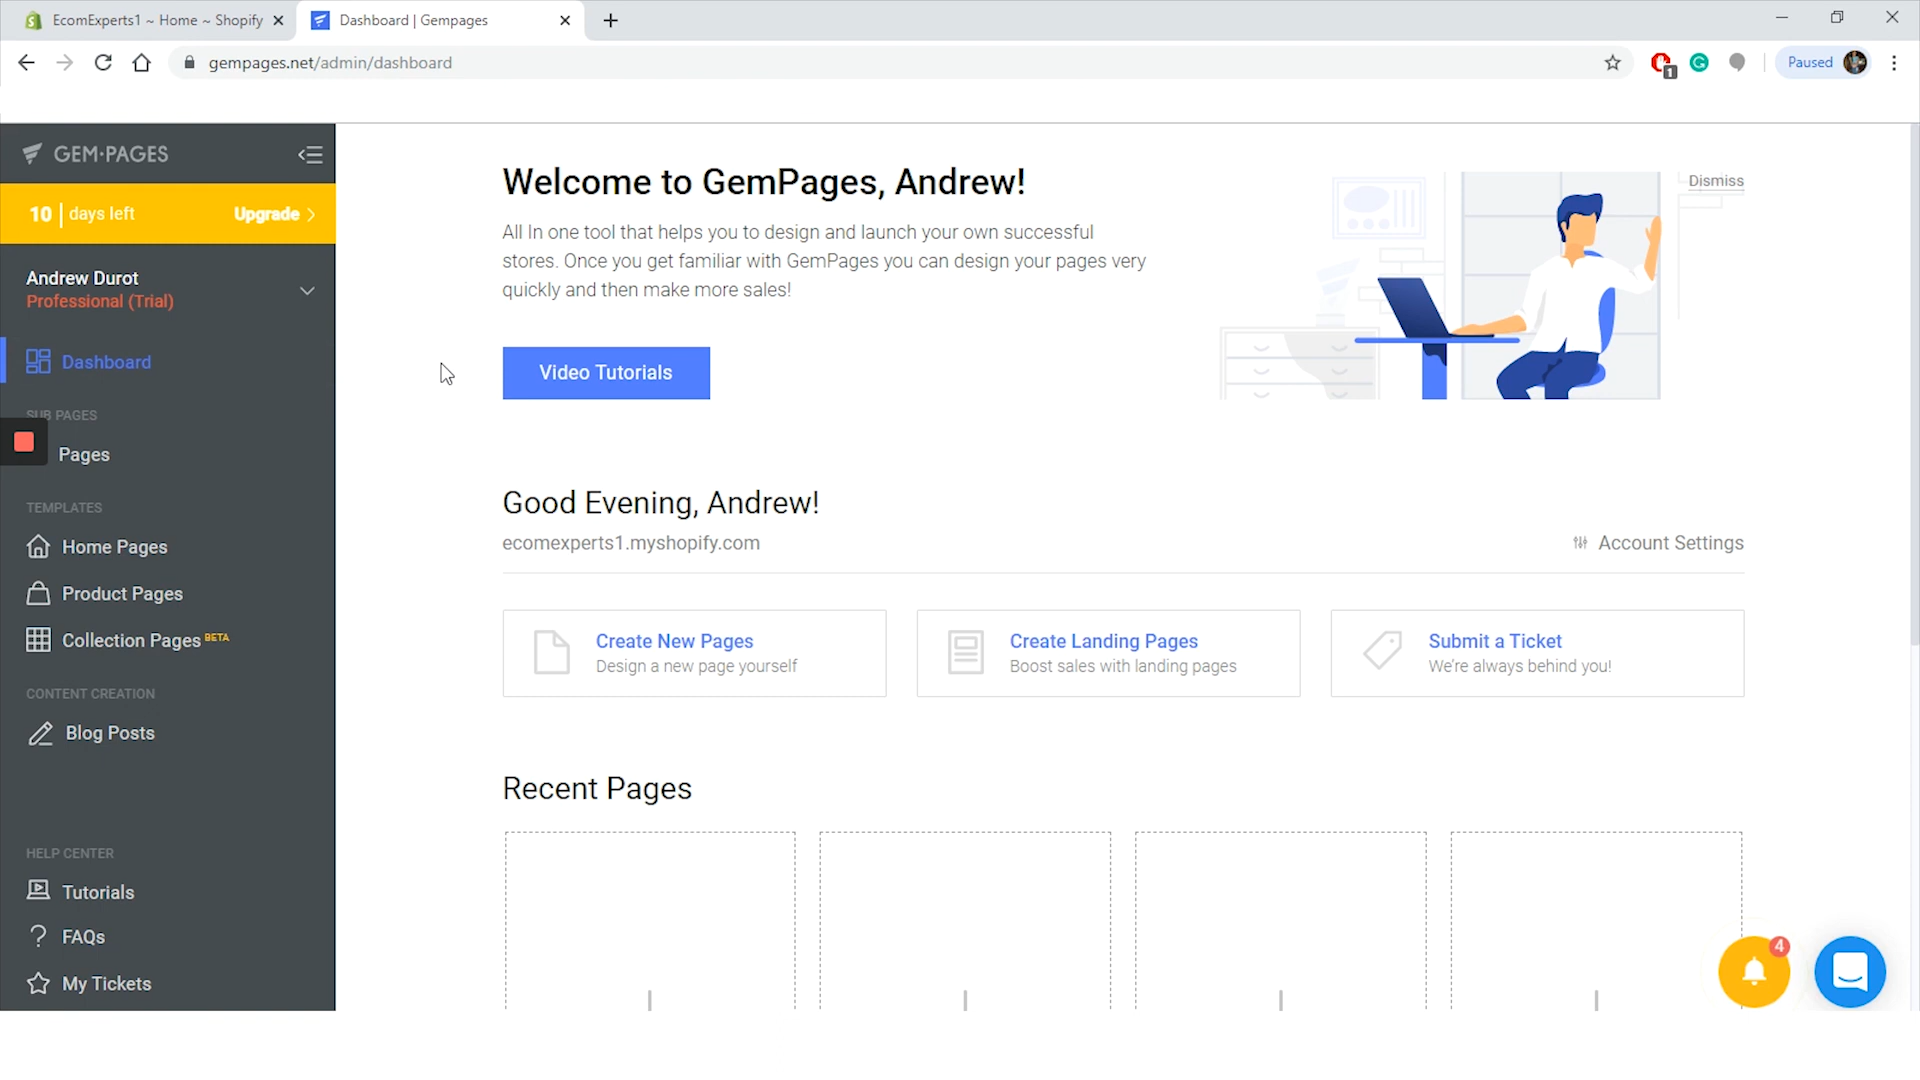 EcomExperts1 ~ Home ~ Shopify
Dashboard | Gempages
gempages.net/admin/dashboard
1
Paused
GEM·PAGES
10 days left
Upgrade
Andrew Durot
Professional (Trial)
Dashboard
SUB PAGES
Pages
TEMPLATES
Home Pages
Product Pages
Collection Pages BETA
CONTENT CREATION
Blog Posts
HELP CENTER
Tutorials
FAQs
My Tickets
Welcome to GemPages, Andrew!
Dismiss
All In one tool that helps you to design and launch your own successful
stores. Once you get familiar with GemPages you can design your pages very
quickly and then make more sales!
Video Tutorials
Good Evening, Andrew!
ecomexperts1.myshopify.com
Account Settings
Create New Pages
Design a new page yourself
Create Landing Pages
Boost sales with landing pages
Submit a Ticket
We're always behind you!
Recent Pages
4